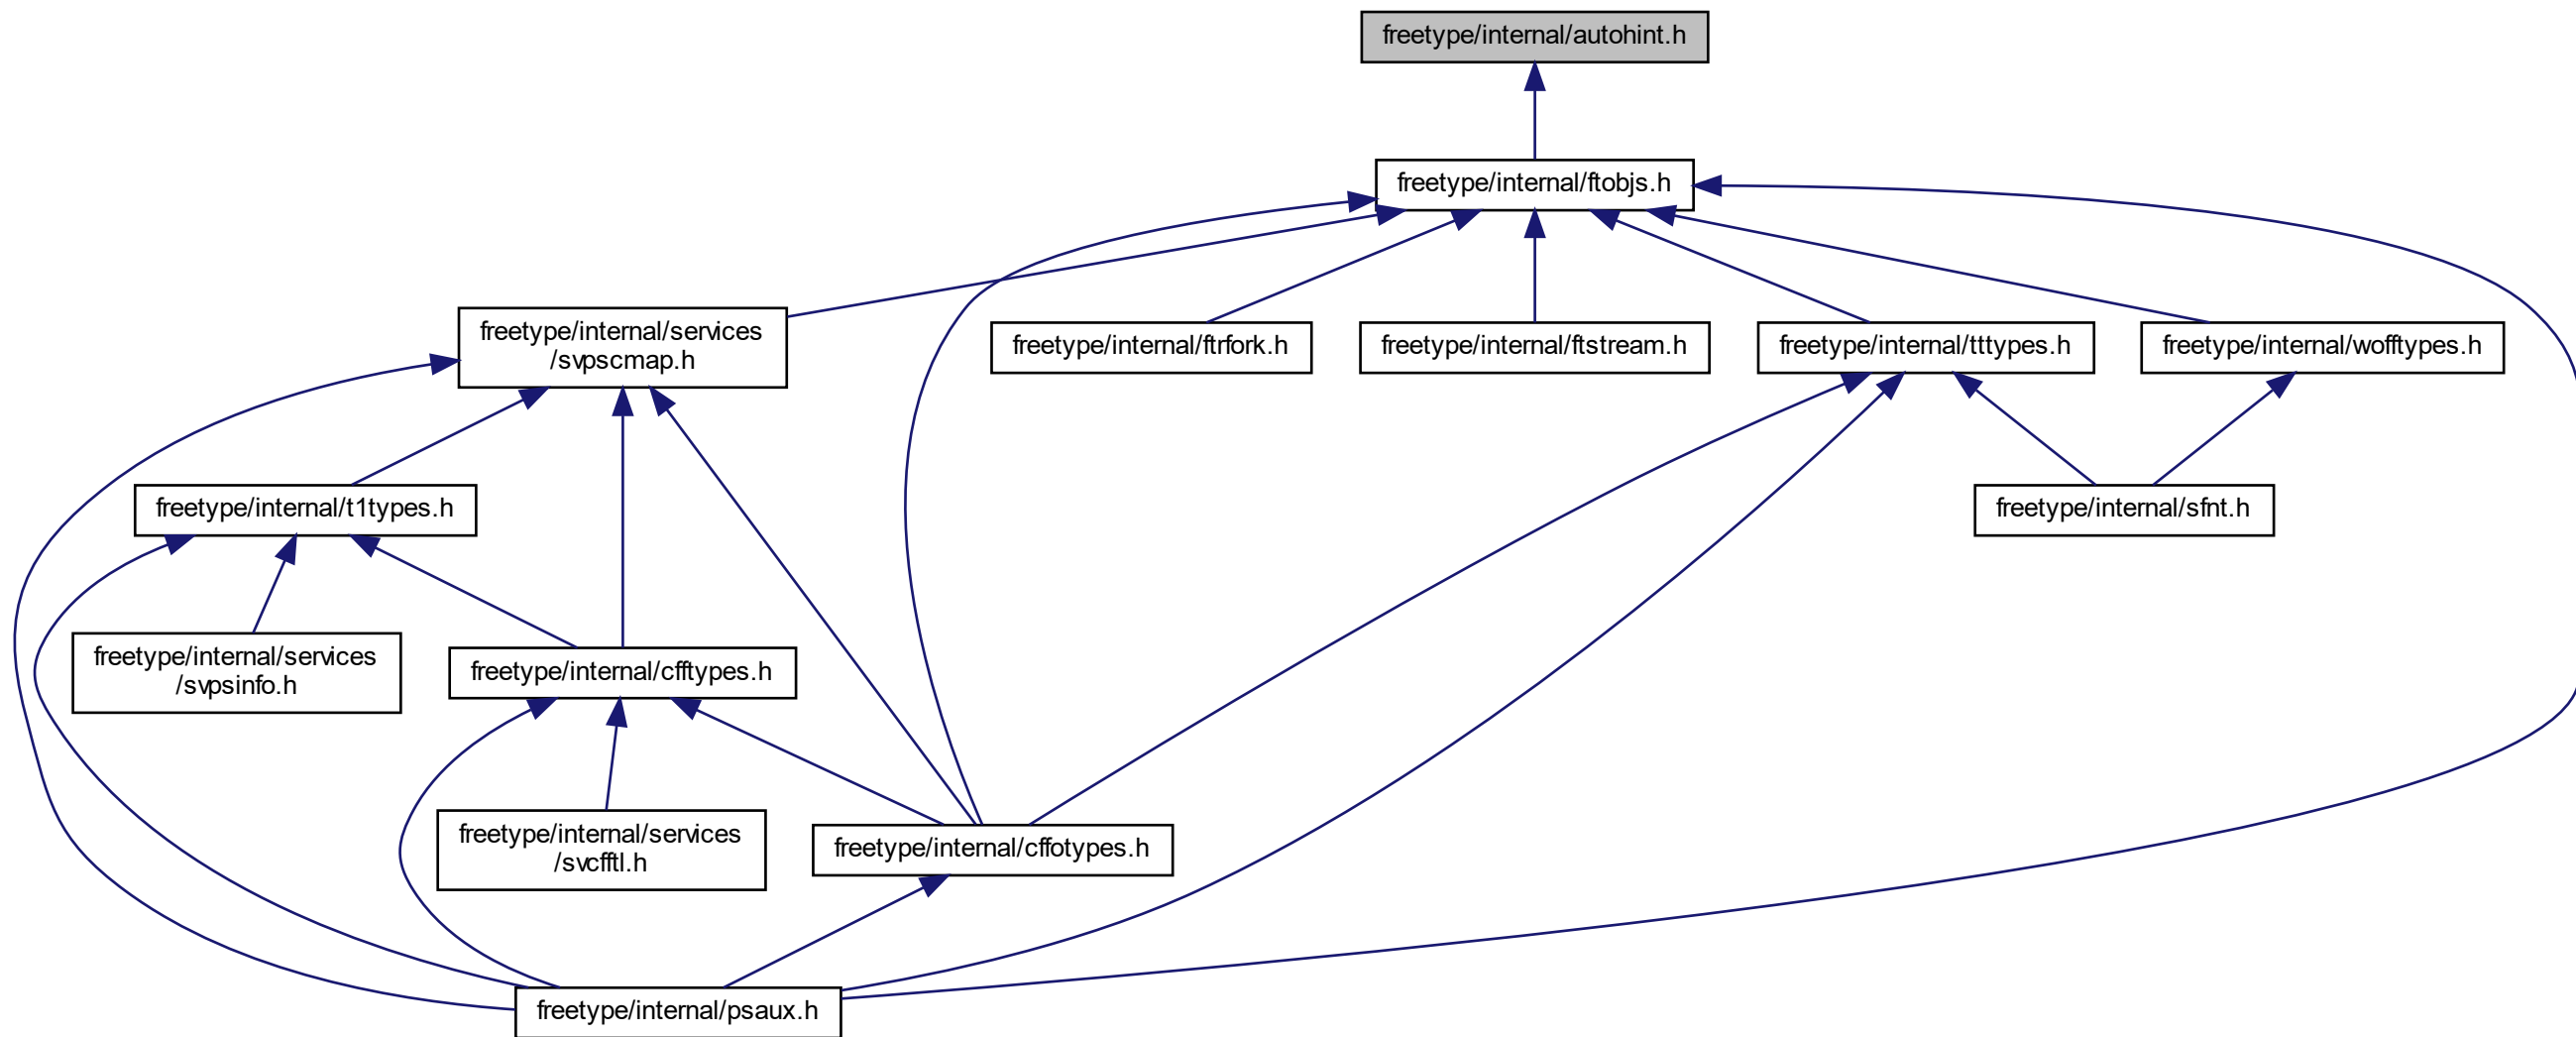 freetype/internal/autohint.h
freetype/internal/ftobjs.h
freetype/internal/services
/svpscmap.h
freetype/internal/ftrfork.h
freetype/internal/ftstream.h
freetype/internal/tttypes.h
freetype/internal/wofftypes.h
freetype/internal/t1types.h
freetype/internal/sfnt.h
freetype/internal/services
/svpsinfo.h
freetype/internal/cfftypes.h
freetype/internal/services
/svcfftl.h
freetype/internal/cffotypes.h
freetype/internal/psaux.h